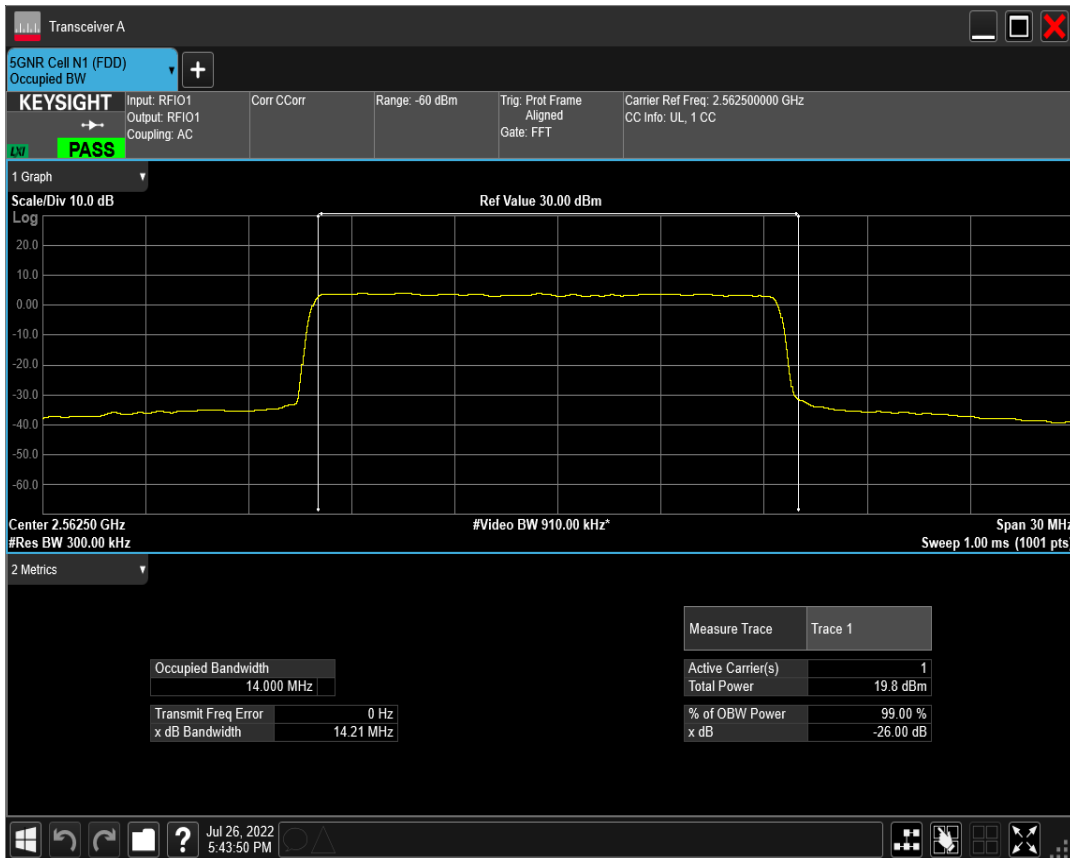 Transceiver A
5GNR Cell N1 (FDD)
Occupied BW
+
KEYSIGHT
LXI
PASS
Input: RFIO1
Output: RFIO1
Coupling: AC
Corr CCorr
Range: -60 dBm
Trig: Prot Frame
Aligned
Gate: FFT
Carrier Ref Freq: 2.562500000 GHz
CC Info: UL, 1 CC
1 Graph
Scale/Div 10.0 dB
Ref Value 30.00 dBm
Log
20.0
10.0
0.00
-10.0
-20.0
-30.0
-40.0
-50.0
-60.0
Center 2.56250 GHz
#Video BW 910.00 kHz*
Span 30 MHz
#Res BW 300.00 kHz
Sweep 1.00 ms (1001 pts)
2 Metrics
Measure Trace Trace 1
Occupied Bandwidth
14.000 MHz
Active Carrier(s) 1
Total Power 19.8 dBm
Transmit Freq Error 0 Hz
x dB Bandwidth 14.21 MHz
% of OBW Power 99.00 %
x dB -26.00 dB
?
Jul 26, 2022
5:43:50 PM